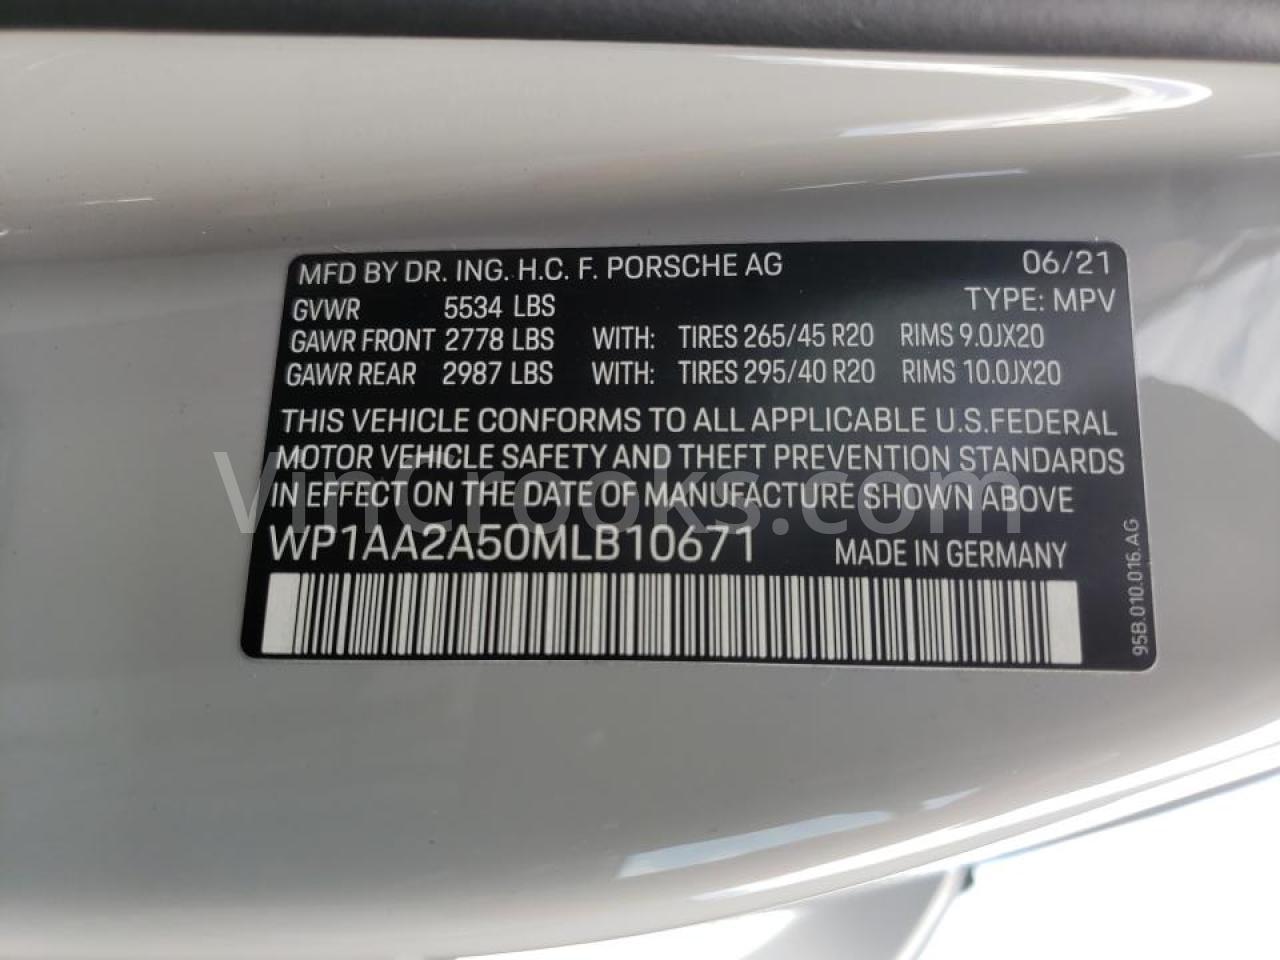 MFD BY DR. ING. H.C. F. PORSCHE AG 06/21
GVWR 5534 LBS TYPE: MPV
GAWR FRONT 2778 LBS WITH: TIRES 265/45 R20 RIMS 9.0JX20
GAWR REAR 2987 LBS WITH: TIRES 295/40 R20 RIMS 10.0JX20
THIS VEHICLE CONFORMS TO ALL APPLICABLE U.S.FEDERAL
MOTOR VEHICLE SAFETY AND THEFT PREVENTION STANDARDS
IN EFFECT ON THE DATE OF MANUFACTURE SHOWN ABOVE
WP1AA2A50MLB10671 MADE IN GERMANY
95B.010.016.AG
VinCrooks.com